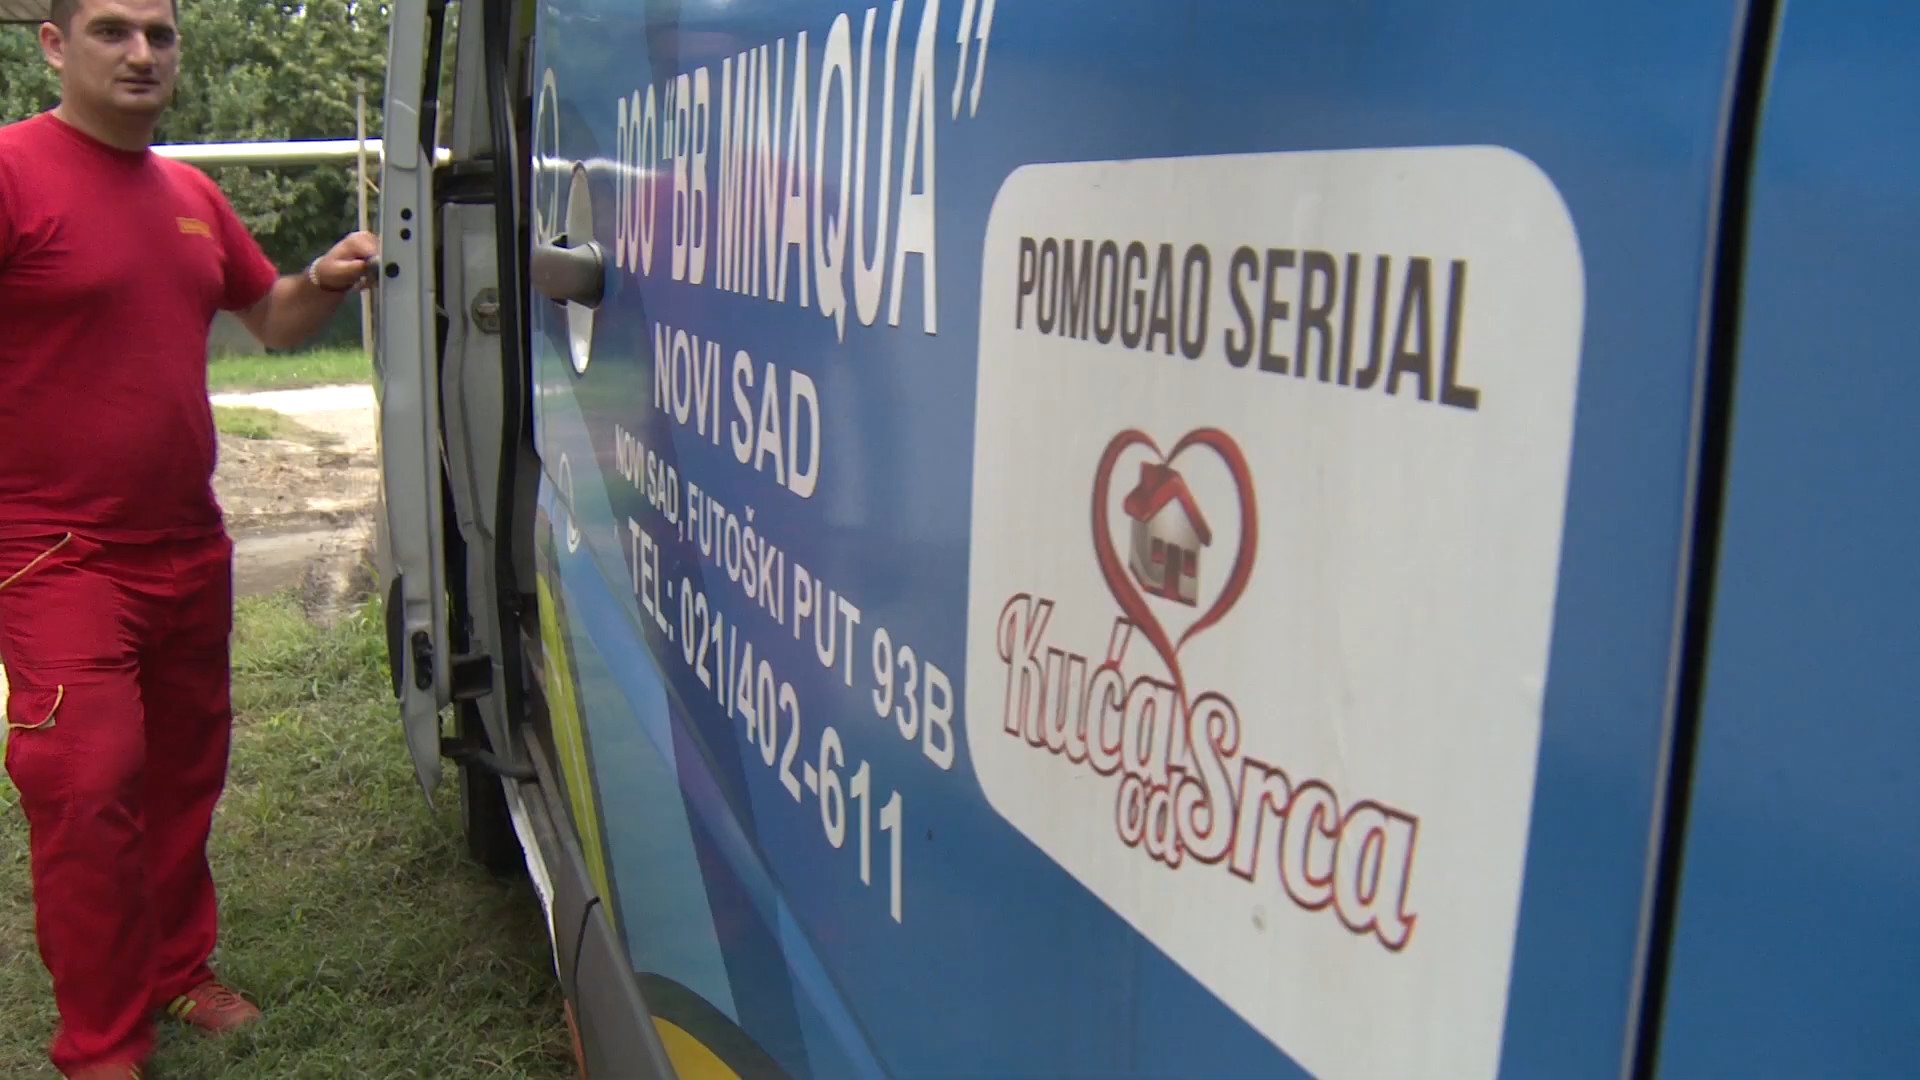 DOO “BB MINAQUA”
NOVI SAD
NOVI SAD, FUTOŠKI PUT 93B
TEL: 021/402-611
POMOGAO SERIJAL
Kuća
od Srca